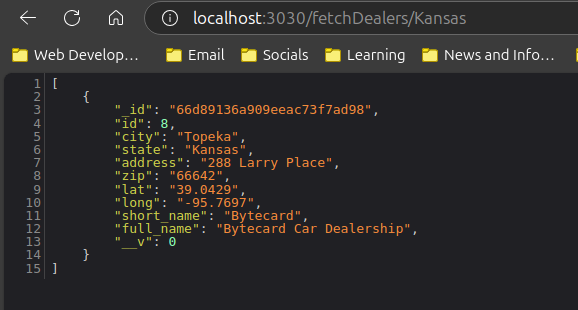 localhost:3030/fetchDealers/Kansas
Web Develop... Email Socials Learning News and Info...
1 [
2 {
3 "_id": "66d89136a909eeac73f7ad98",
4 "id": 8,
5 "city": "Topeka",
6 "state": "Kansas",
7 "address": "288 Larry Place",
8 "zip": "66642",
9 "lat": "39.0429",
10 "long": "-95.7697",
11 "short_name": "Bytecard",
12 "full_name": "Bytecard Car Dealership",
13 "__v": 0
14 }
15 ]